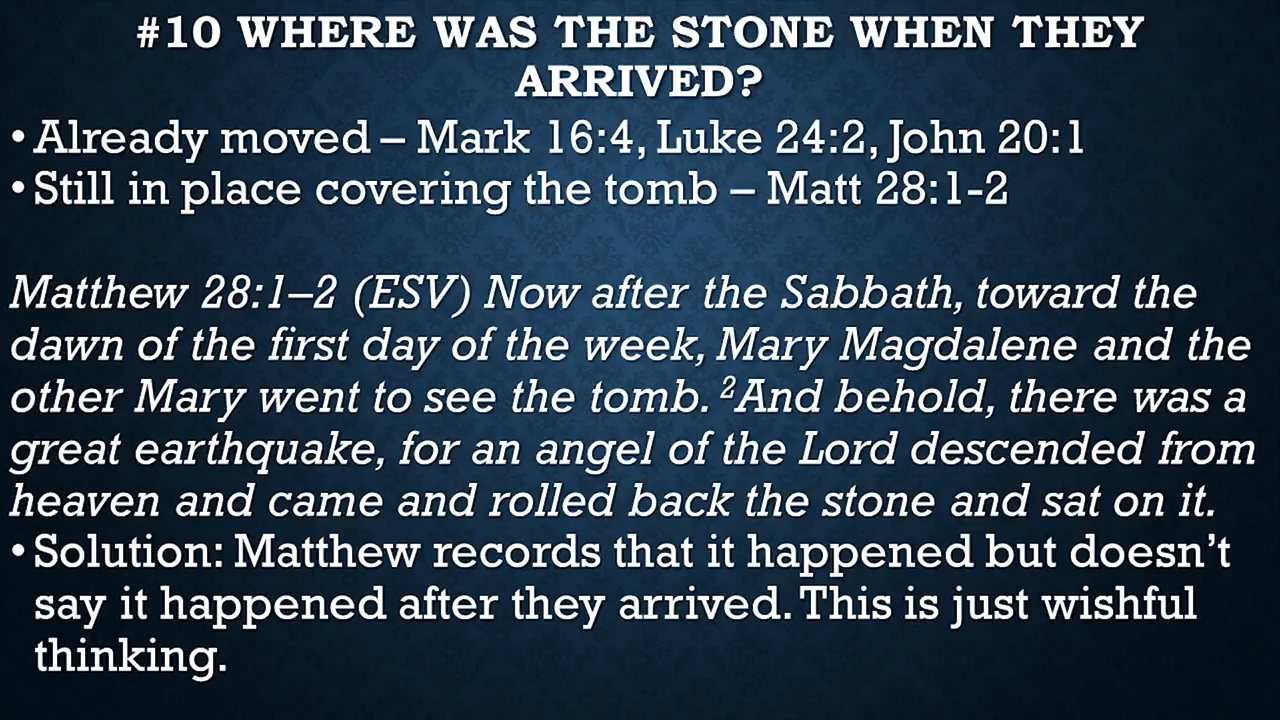 #10 WHERE WAS THE STONE WHEN THEY
ARRIVED?
• Already moved – Mark 16:4, Luke 24:2, John 20:1
• Still in place covering the tomb – Matt 28:1-2
Matthew 28:1–2 (ESV) Now after the Sabbath, toward the
dawn of the first day of the week, Mary Magdalene and the
other Mary went to see the tomb. ²And behold, there was a
great earthquake, for an angel of the Lord descended from
heaven and came and rolled back the stone and sat on it.
• Solution: Matthew records that it happened but doesn’t
say it happened after they arrived. This is just wishful
thinking.